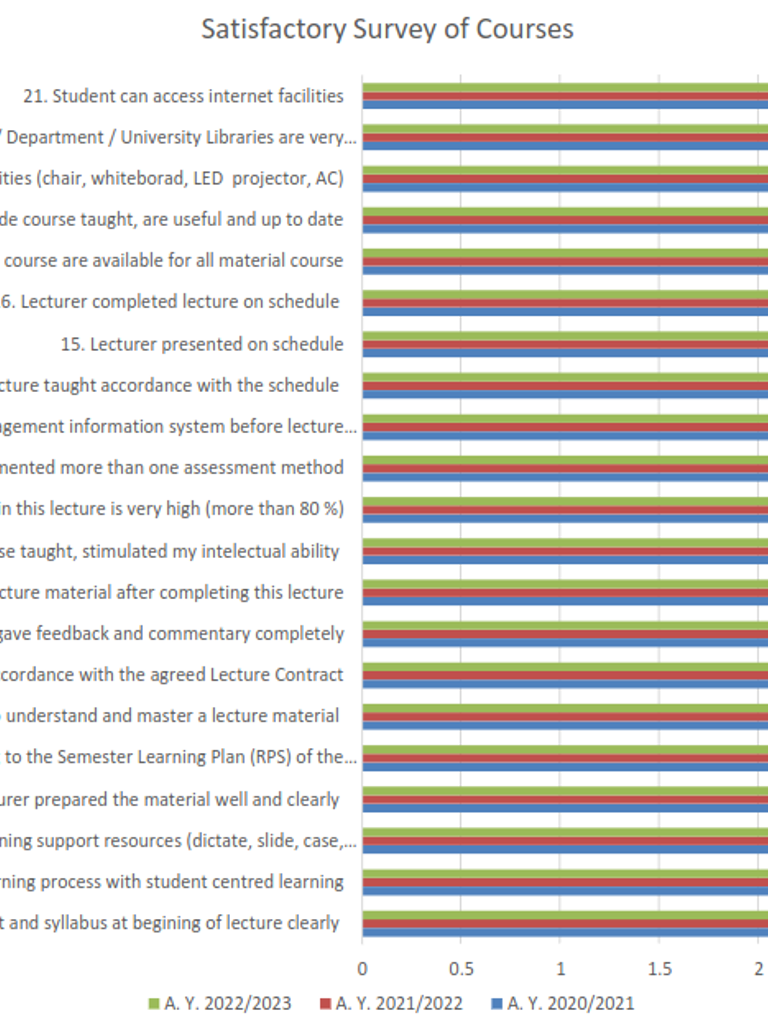 Satisfactory Survey of Courses
21. Student can access internet facilities
/ Department / University Libraries are very...
ities (chair, whiteborad, LED projector, AC)
de course taught, are useful and up to date
course are available for all material course
6. Lecturer completed lecture on schedule
15. Lecturer presented on schedule
cture taught accordance with the schedule
agement information system before lecture...
mented more than one assessment method
in this lecture is very high (more than 80 %)
se taught, stimulated my intelectual ability
cture material after completing this lecture
gave feedback and commentary completely
cordance with the agreed Lecture Contract
understand and master a lecture material
to the Semester Learning Plan (RPS) of the...
urer prepared the material well and clearly
ning support resources (dictate, slide, case,...
rning process with student centred learning
t and syllabus at begining of lecture clearly
0 0.5 1 1.5 2
A. Y. 2022/2023 A. Y. 2021/2022 A. Y. 2020/2021